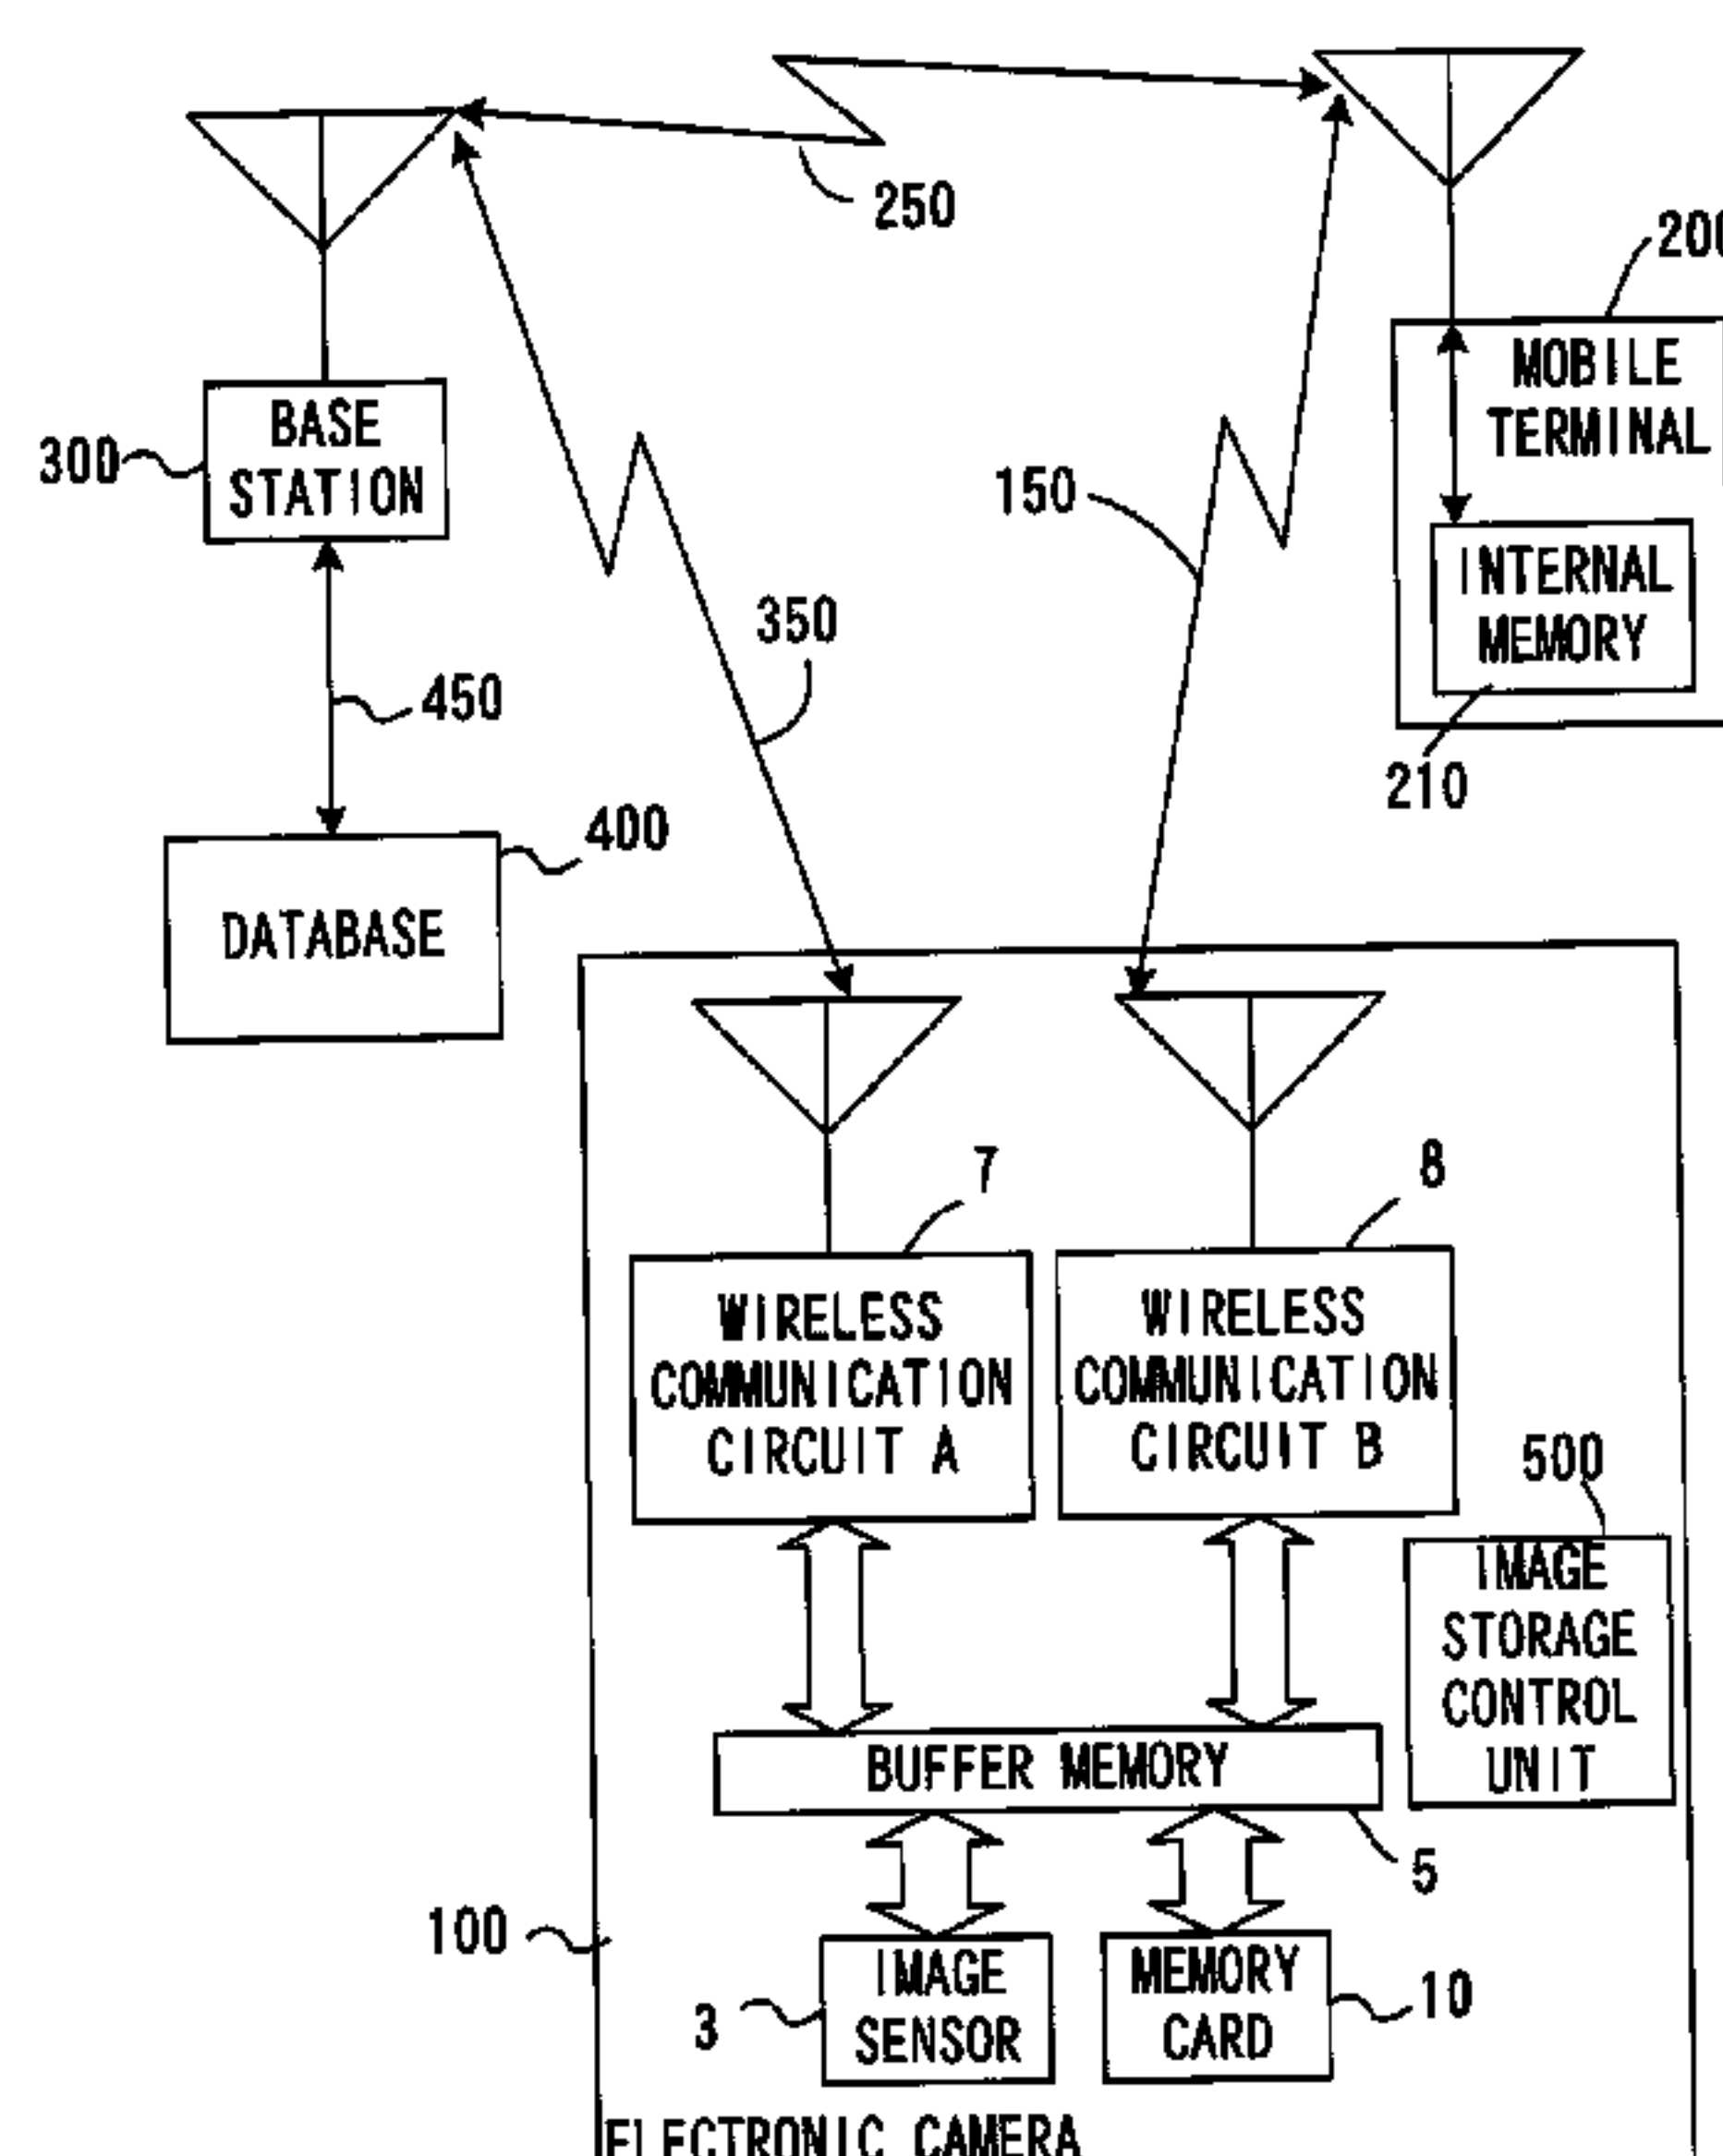 250
200
MOBILE
TERMINAL
BASE
STATION
300
150
INTERNAL
MEMORY
350
450
210
400
DATABASE
7
8
WIRELESS
COMMUNICATION
CIRCUIT A
WIRELESS
COMMUNICATION
CIRCUIT B
500
IMAGE
STORAGE
CONTROL
UNIT
BUFFER MEMORY
5
100
IMAGE
SENSOR
3
MEMORY
CARD
10
ELECTRONIC CAMERA